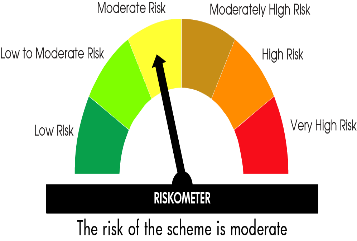 Moderate Risk
Moderately High Risk
Low to Moderate Risk
High Risk
Low Risk
Very High Risk
RISKOMETER
The risk of the scheme is moderate